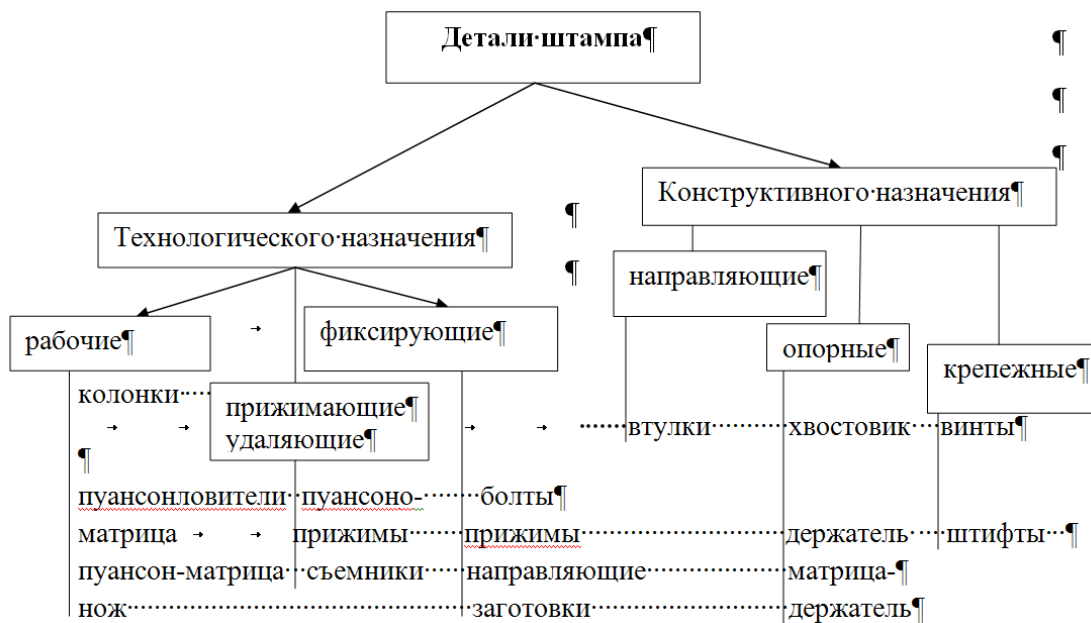 Детали штампа
Конструктивного назначения
Технологического назначения
направляющие
рабочие
фиксирующие
опорные
крепежные
колонки
прижимающие
удаляющие
втулки хвостовик винты
пуансонловители пуансоно- болты
матрица прижимы прижимы держатель штифты
пуансон-матрица съемники направляющие матрица-
нож заготовки держатель